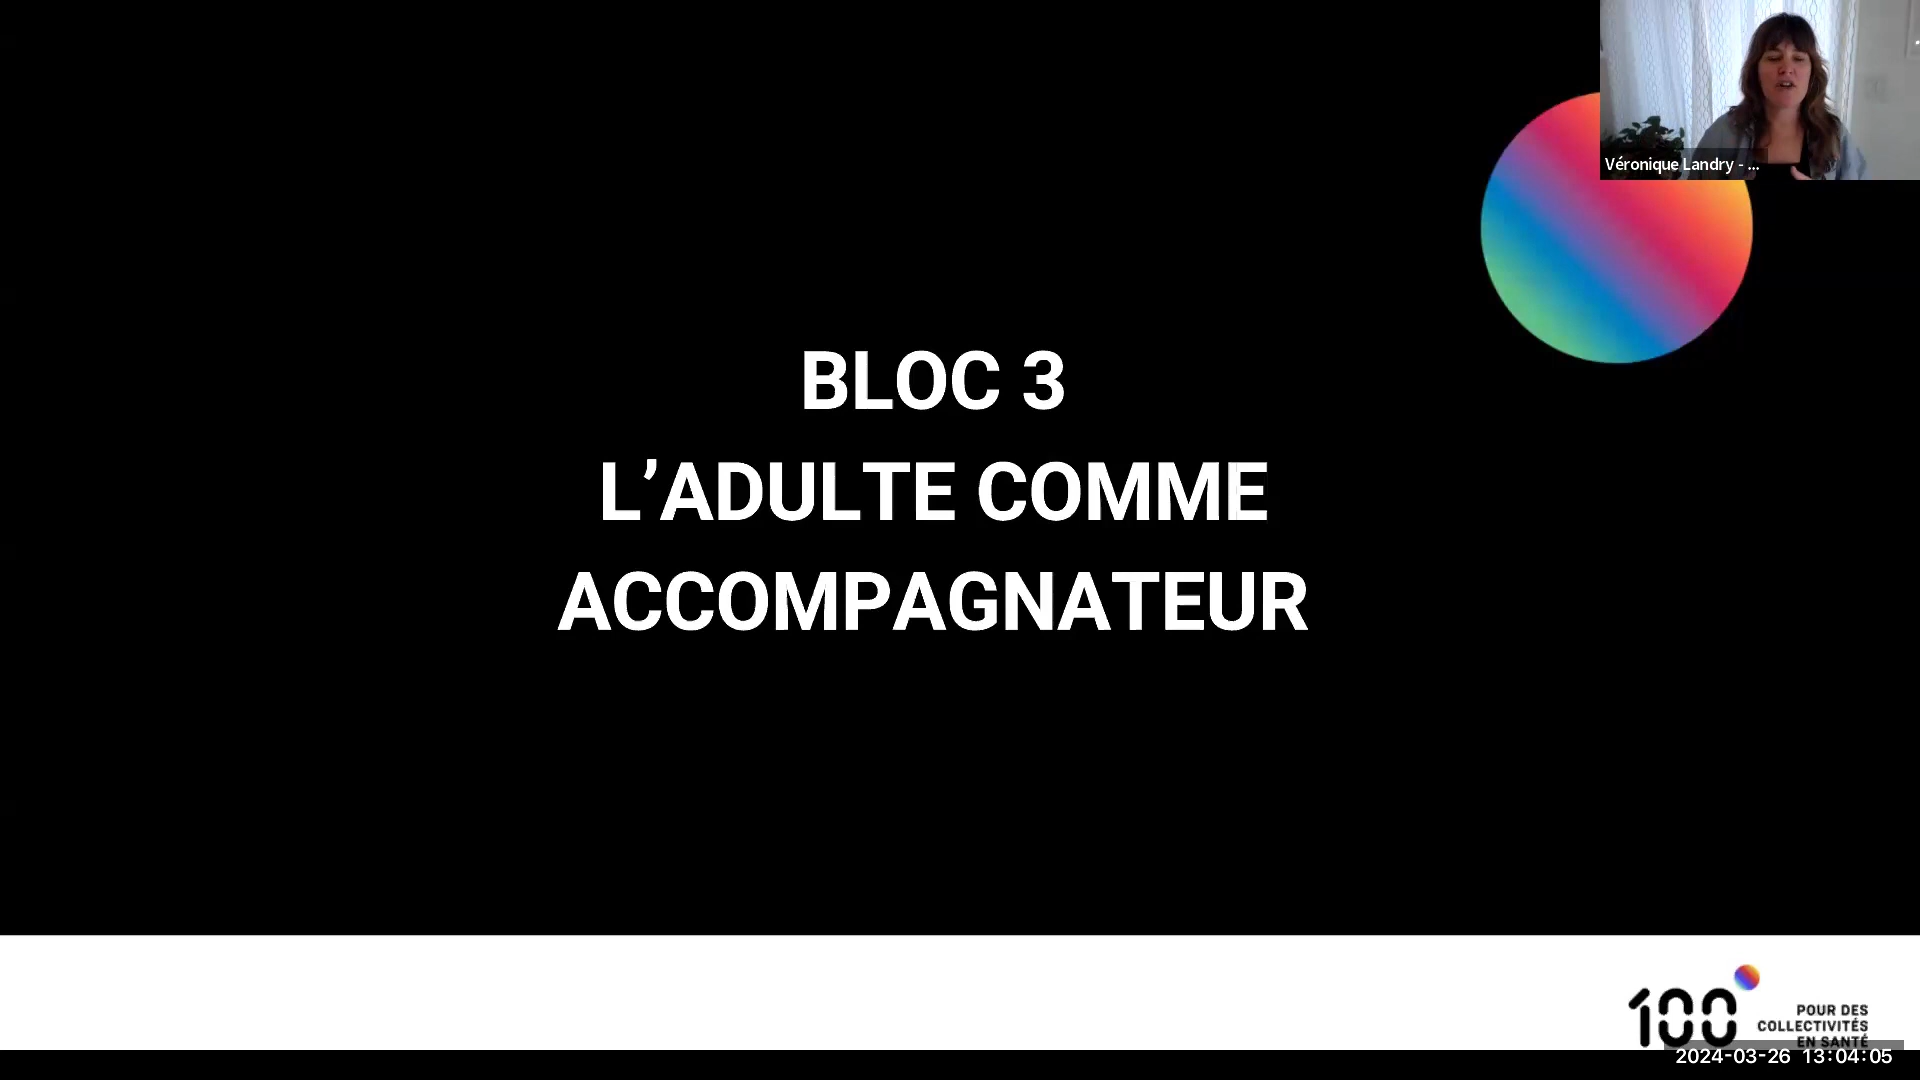 Véronique Landry - ...
BLOC 3
L’ADULTE COMME
ACCOMPAGNATEUR
100°
POUR DES
COLLECTIVITÉS
EN SANTÉ
2024-03-26 13:04:05